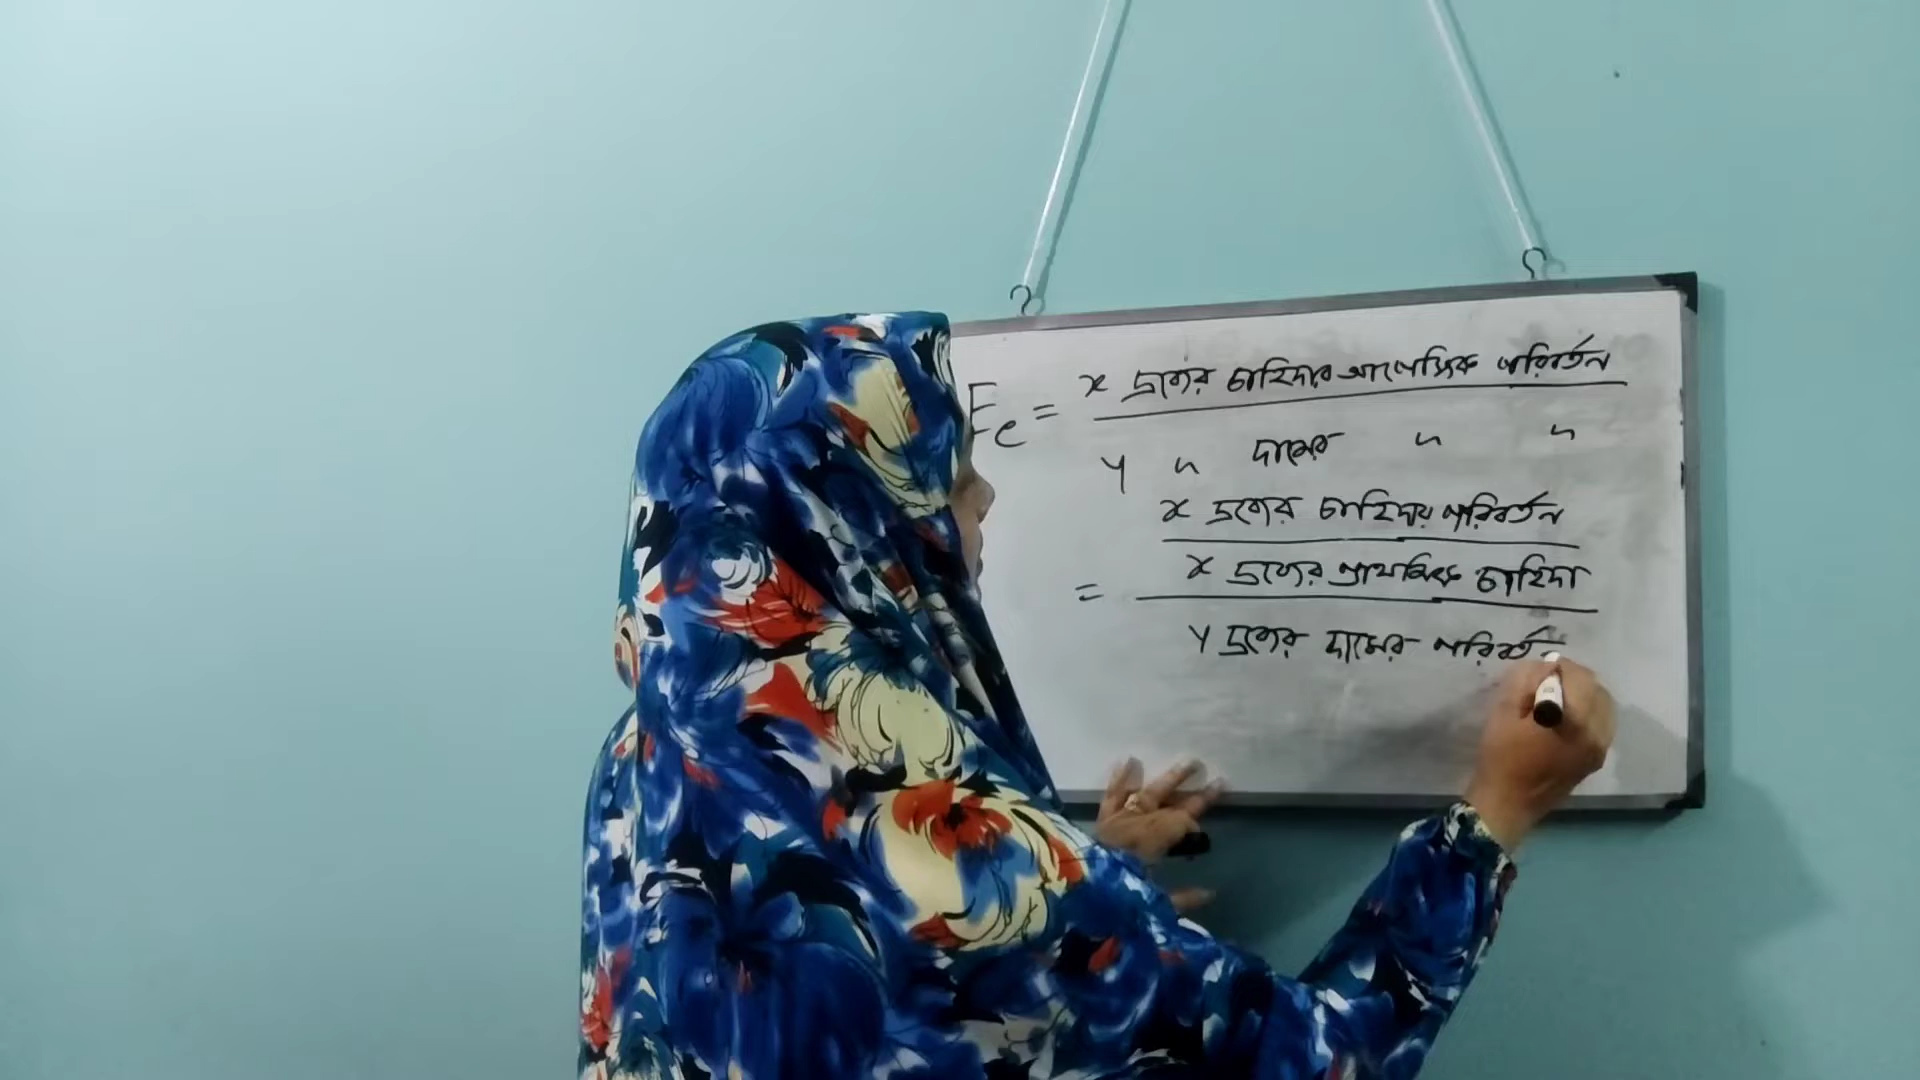 Ec = x দ্রব্যের চাহিদার আপেক্ষিক পরিবর্তন
Y " দামের " "
x দ্রব্যের চাহিদায় পরিবর্তন
= x দ্রব্যের প্রাথমিক চাহিদা
Y দ্রব্যের দামের পরিবর্তন